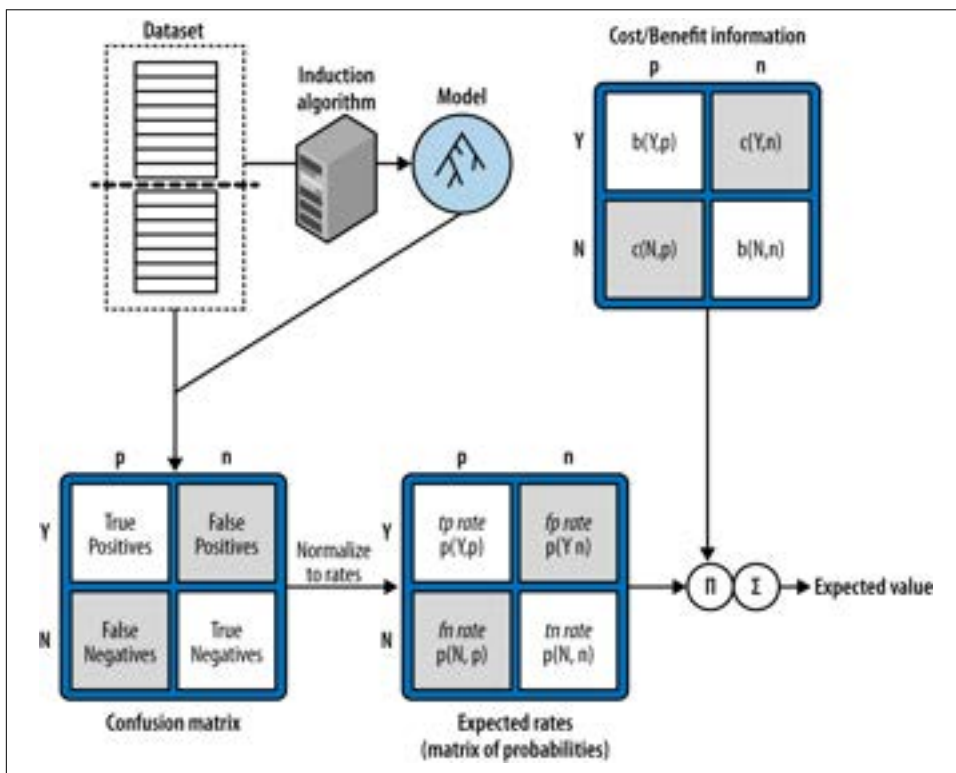 Dataset
Induction
algorithm
Model
Cost/Benefit information
p n
Y b(Y,p) c(Y,n)
N c(N,p) b(N,n)
p n
Y True
Positives
False
Positives
N False
Negatives
True
Negatives
Confusion matrix
Normalize
to rates
p n
Y tp rate
p(Y,p)
fp rate
p(Y n)
N fn rate
p(N, p)
tn rate
p(N, n)
Expected rates
(matrix of probabilities)
Π Σ Expected value